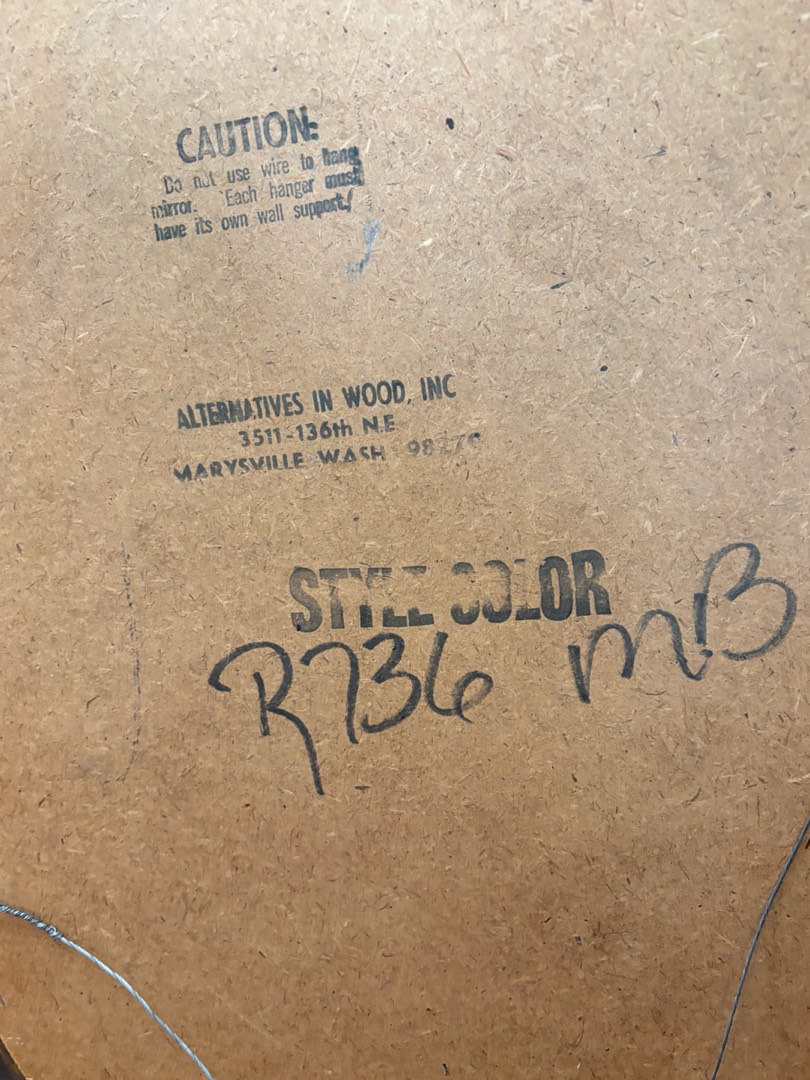 CAUTION:
Do not use wire to hang
mirror. Each hanger must
have its own wall support!
ALTERNATIVES IN WOOD, INC
3511-136th N.E
MARYSVILLE WASH
STYLE COLOR
R736 MB